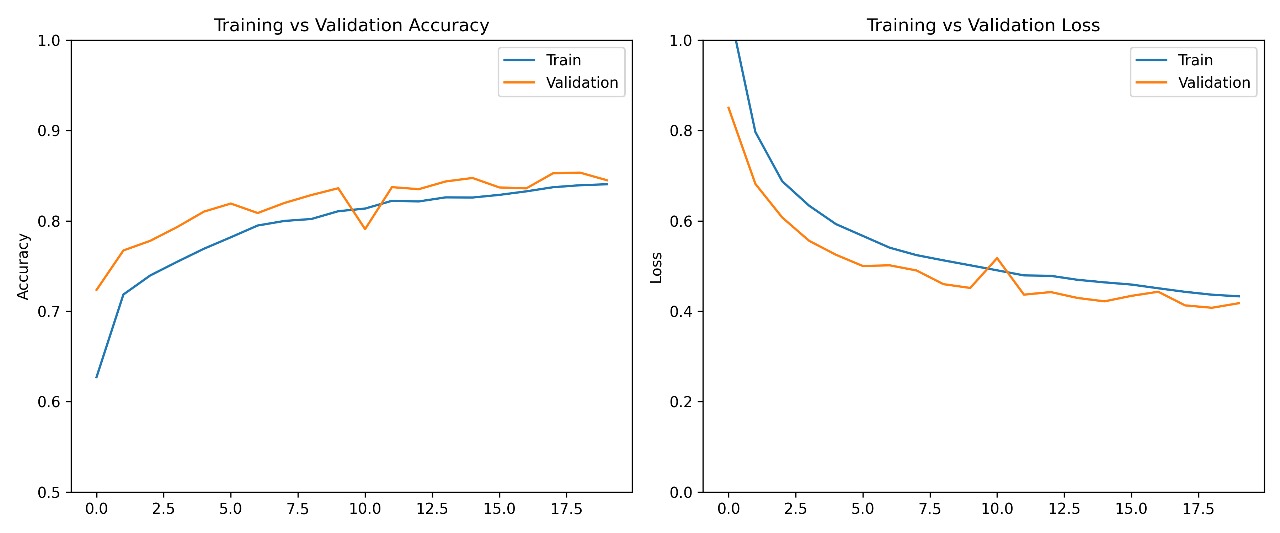 Training vs Validation Accuracy
1.0
0.9
0.8
0.7
0.6
0.5
Accuracy
0.0 2.5 5.0 7.5 10.0 12.5 15.0 17.5
Train
Validation
Training vs Validation Loss
1.0
0.8
0.6
0.4
0.2
0.0
Loss
0.0 2.5 5.0 7.5 10.0 12.5 15.0 17.5
Train
Validation